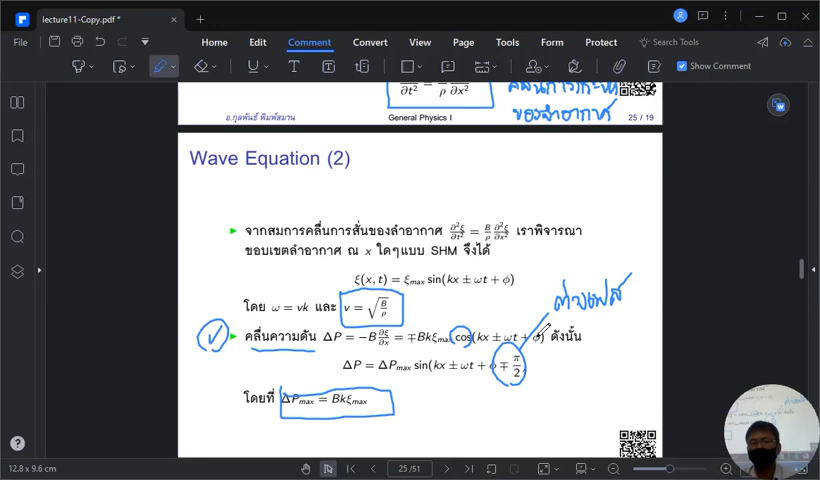 lecture11-Copy.pdf *
File
Home
Edit
Comment
Convert
View
Page
Tools
Form
Protect
Search Tools
Show Comment
ของลำอากาศ
อ.กุลพันธ์ พิมพ์สมาน
General Physics I
25 / 19
Wave Equation (2)
จากสมการคลื่นการสั่นของลำอากาศ ∂²ξ/∂t² = B/ρ ∂²ξ/∂x² เราพิจารณา
ขอบเขตลำอากาศ ณ x ใดๆแบบ SHM จึงได้
ξ(x, t) = ξmax sin(kx ± ωt + ϕ)
ต่างเฟส
โดย ω = vk และ v = √(B/ρ)
คลื่นความดัน ΔP = −B ∂ξ/∂x = ∓Bkξmax cos(kx ± ωt + ϕ) ดังนั้น
ΔP = ΔPmax sin(kx ± ωt + ϕ ∓ π/2)
โดยที่ ΔPmax = Bkξmax
12.8 x 9.6 cm
25 /51